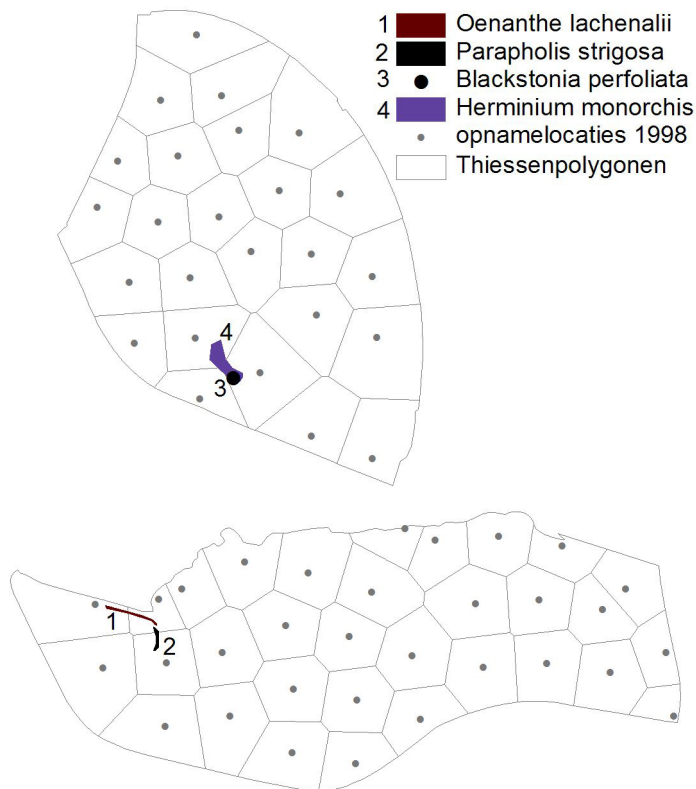 1 Oenanthe lachenalii
2 Parapholis strigosa
3 Blackstonia perfoliata
4 Herminium monorchis
opnamelocaties 1998
Thiessenpolygonen
4
3
1
2